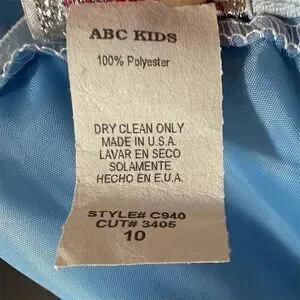 ABC KIDS
100% Polyester
DRY CLEAN ONLY
MADE IN U.S.A.
LAVAR EN SECO
SOLAMENTE
HECHO EN E.U.A.
STYLE# C940
CUT# 3405
10